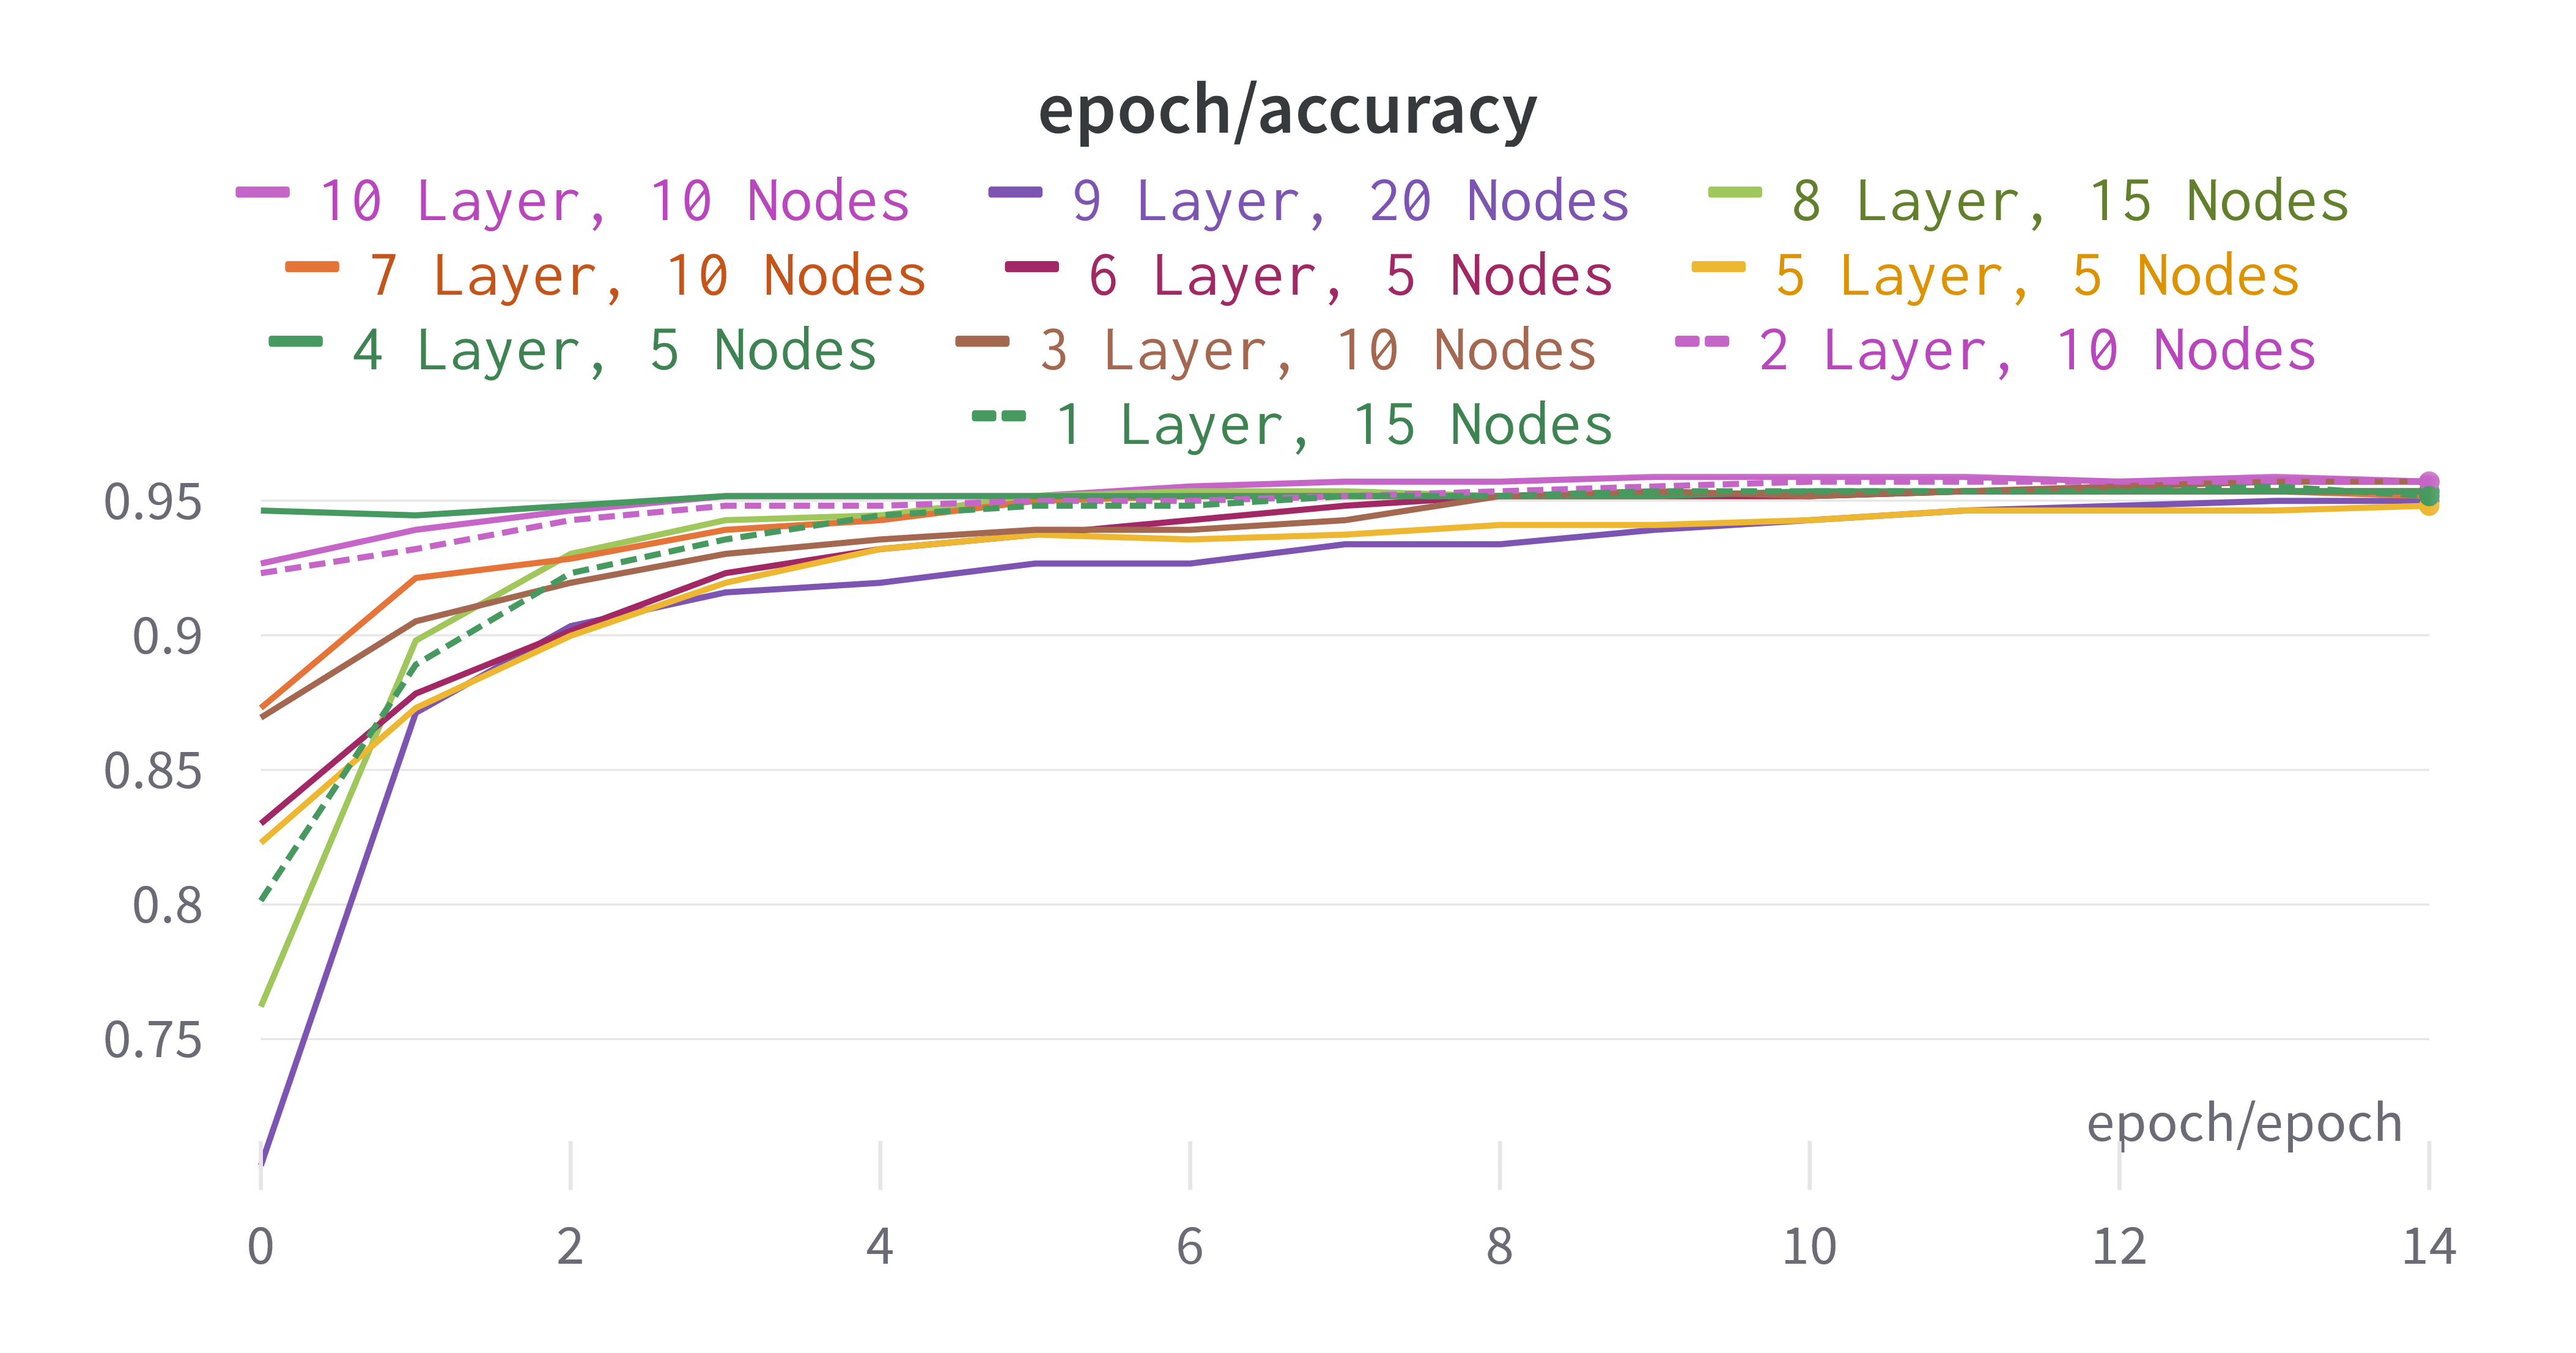 epoch/accuracy
10 Layer, 10 Nodes 9 Layer, 20 Nodes 8 Layer, 15 Nodes
7 Layer, 10 Nodes 6 Layer, 5 Nodes 5 Layer, 5 Nodes
4 Layer, 5 Nodes 3 Layer, 10 Nodes 2 Layer, 10 Nodes
1 Layer, 15 Nodes
0.95
0.9
0.85
0.8
0.75
epoch/epoch
0 2 4 6 8 10 12 14